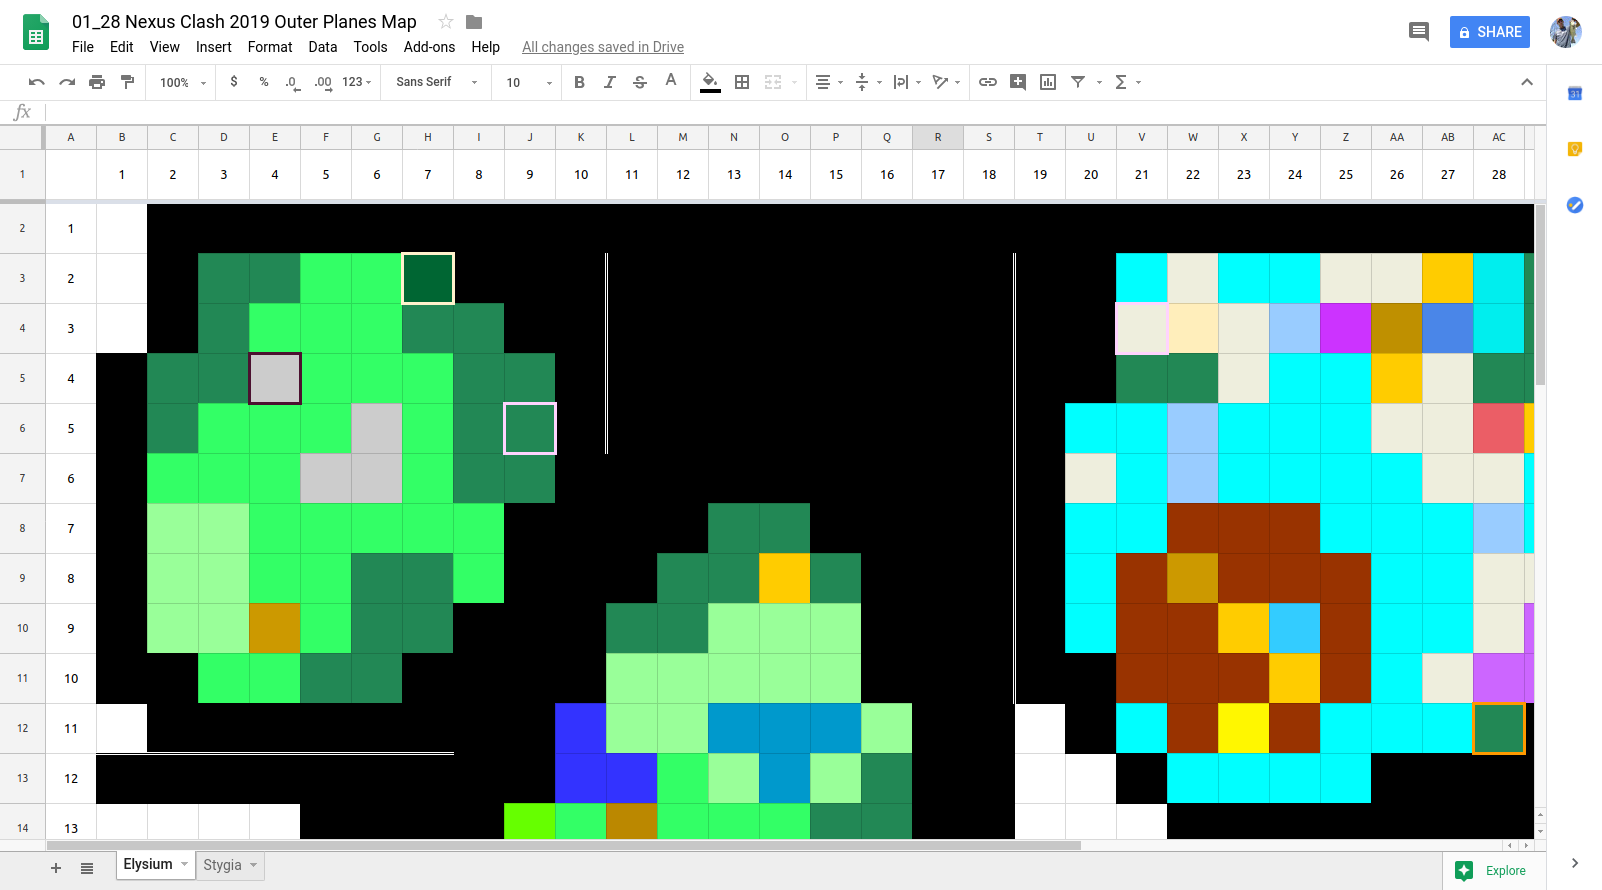 01_28 Nexus Clash 2019 Outer Planes Map
File Edit View Insert Format Data Tools Add-ons Help All changes saved in Drive
SHARE
100% $ % .0 .00 123 Sans Serif 10 B I S A Σ
31
fx
A B C D E F G H I J K L M N O P Q R S T U V W X Y Z AA AB AC
1 1 2 3 4 5 6 7 8 9 10 11 12 13 14 15 16 17 18 19 20 21 22 23 24 25 26 27 28
2 1
3 2
4 3
5 4
6 5
7 6
8 7
9 8
10 9
11 10
12 11
13 12
14 13
+ Elysium Stygia Explore